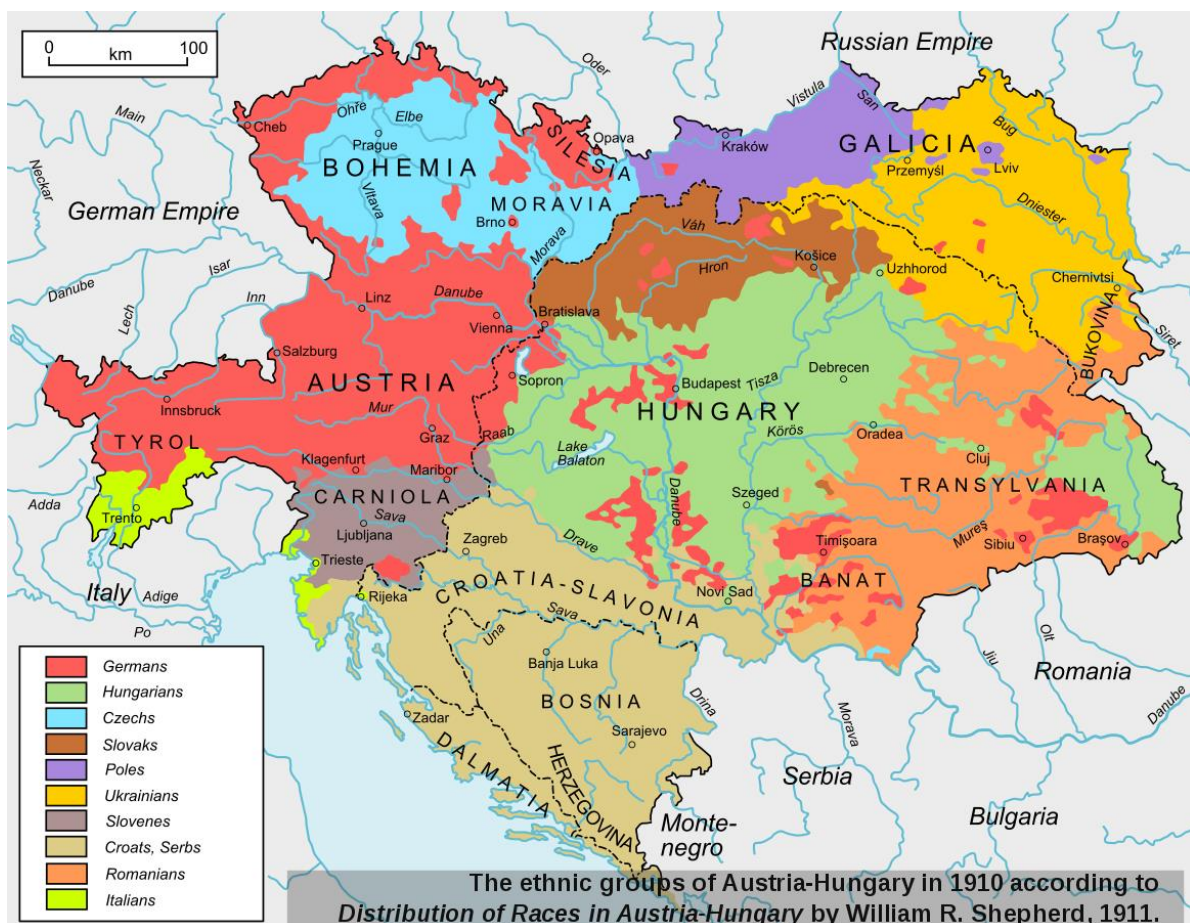 0 100
km
Russian Empire
Oder
Vistula
San
Bug
Main
Ohře
Elbe
Cheb
Prague
Opava
SILESIA
Kraków
GALICIA
Przemyśl
Lviv
BOHEMIA
Neckar
Vltava
MORAVIA
Brno
Morava
Dniester
German Empire
Váh
Hron
Košice
Uzhhorod
Chernivtsi
Isar
Danube
Lech
Inn
Linz
Danube
Vienna
Bratislava
BUKOVINA
Siret
Salzburg
AUSTRIA
Sopron
Budapest
Tisza
Debrecen
Innsbruck
Mur
HUNGARY
TYROL
Graz
Raab
Körös
Oradea
Cluj
Klagenfurt
Maribor
Lake
Balaton
Adda
Trento
CARNIOLA
Sava
Ljubljana
Danube
Szeged
TRANSYLVANIA
Zagreb
Drave
Timişoara
Mureş
Sibiu
Braşov
Trieste
BANAT
Italy
Adige
Rijeka
CROATIA-SLAVONIA
Novi Sad
Po
Una
Sava
Olt
Jiu
Romania
Banja Luka
BOSNIA
Drina
Morava
Danube
Zadar
Sarajevo
DALMATIA
HERZEGOVINA
Serbia
Bulgaria
Monte-
negro
Germans
Hungarians
Czechs
Slovaks
Poles
Ukrainians
Slovenes
Croats, Serbs
Romanians
Italians
The ethnic groups of Austria-Hungary in 1910 according to
Distribution of Races in Austria-Hungary by William R. Shepherd, 1911.